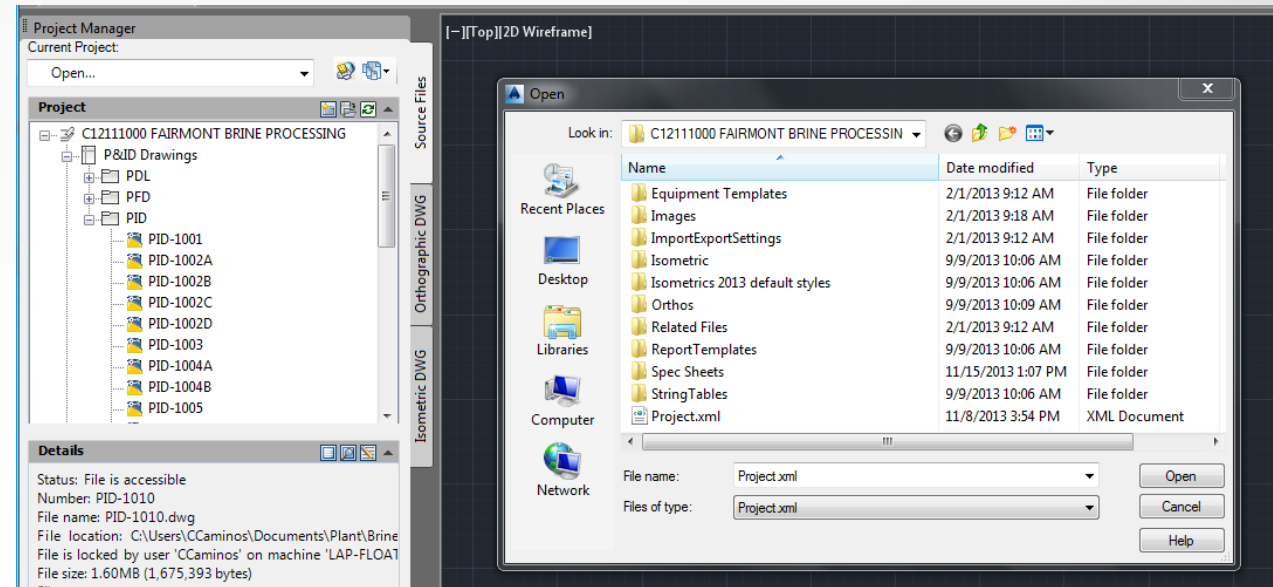 Project Manager
Current Project:
Open...
Project
C12111000 FAIRMONT BRINE PROCESSING
P&ID Drawings
PDL
PFD
PID
PID-1001
PID-1002A
PID-1002B
PID-1002C
PID-1002D
PID-1003
PID-1004A
PID-1004B
PID-1005
Details
Status: File is accessible
Number: PID-1010
File name: PID-1010.dwg
File location: C:\Users\CCaminos\Documents\Plant\Brine
File is locked by user 'CCaminos' on machine 'LAP-FLOAT
File size: 1.60MB (1,675,393 bytes)
Source Files
Orthographic DWG
Isometric DWG
[−][Top][2D Wireframe]
Open
x
Look in: C12111000 FAIRMONT BRINE PROCESSIN
Recent Places
Desktop
Libraries
Computer
Network
Name Date modified Type
Equipment Templates 2/1/2013 9:12 AM File folder
Images 2/1/2013 9:18 AM File folder
ImportExportSettings 2/1/2013 9:12 AM File folder
Isometric 9/9/2013 10:06 AM File folder
Isometrics 2013 default styles 9/9/2013 10:06 AM File folder
Orthos 9/9/2013 10:09 AM File folder
Related Files 2/1/2013 9:12 AM File folder
ReportTemplates 9/9/2013 10:06 AM File folder
Spec Sheets 11/15/2013 1:07 PM File folder
StringTables 9/9/2013 10:06 AM File folder
Project.xml 11/8/2013 3:54 PM XML Document
File name: Project.xml Open
Files of type: Project.xml Cancel
Help